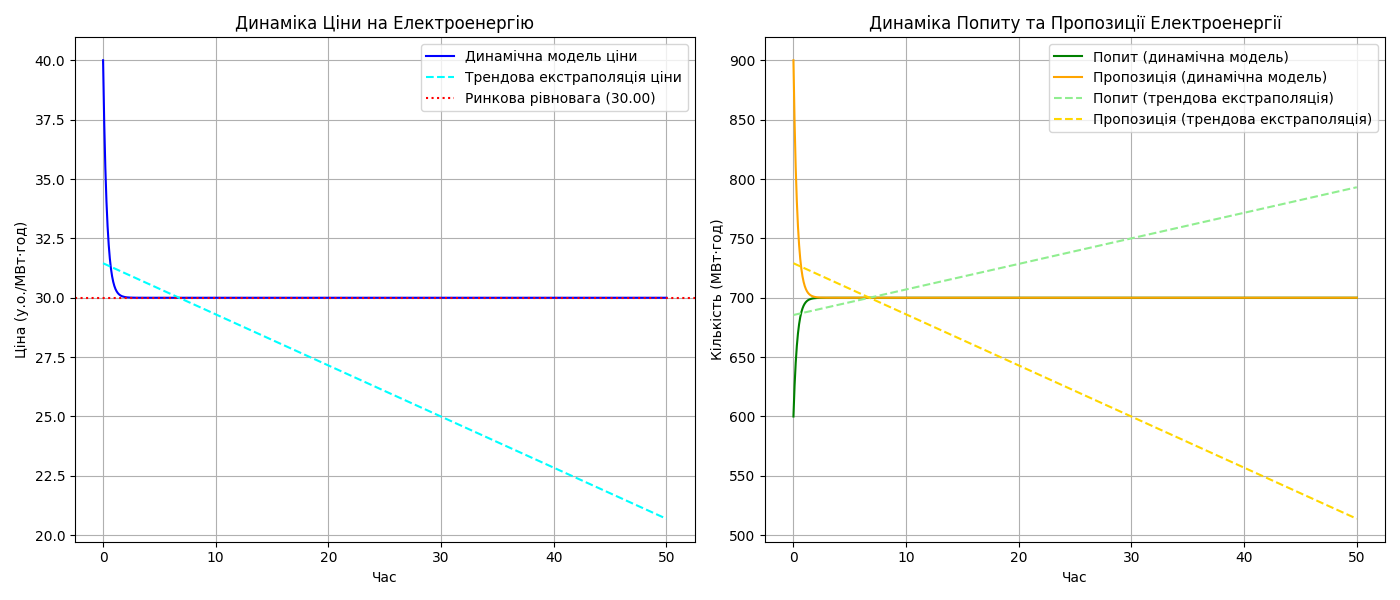 Динаміка Ціни на Електроенергію
Динамічна модель ціни
Трендова екстраполяція ціни
Ринкова рівновага (30.00)
Ціна (у.о./МВт·год)
40.0
37.5
35.0
32.5
30.0
27.5
25.0
22.5
20.0
0
10
20
30
40
50
Час
Динаміка Попиту та Пропозиції Електроенергії
Попит (динамічна модель)
Пропозиція (динамічна модель)
Попит (трендова екстраполяція)
Пропозиція (трендова екстраполяція)
Кількість (МВт·год)
900
850
800
750
700
650
600
550
500
0
10
20
30
40
50
Час